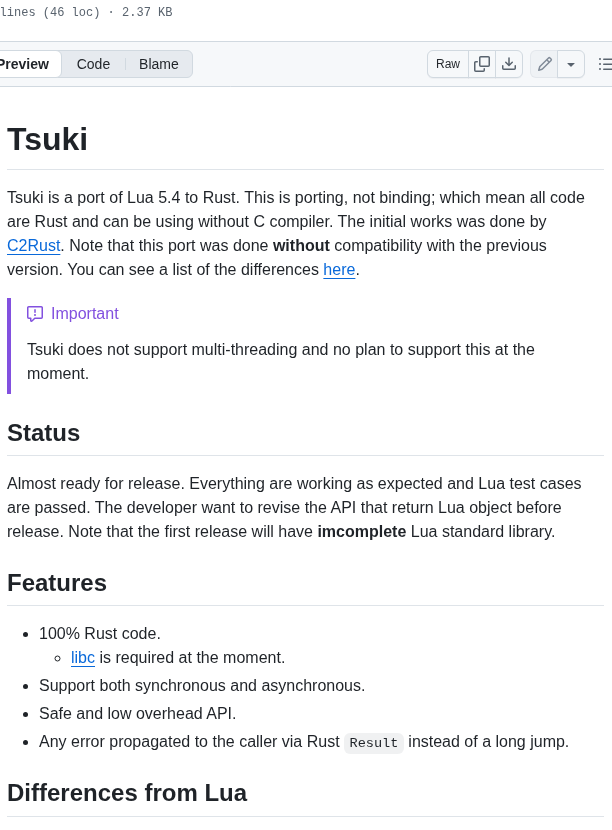 lines (46 loc) · 2.37 KB
Preview Code Blame Raw
Tsuki
Tsuki is a port of Lua 5.4 to Rust. This is porting, not binding; which mean all code
are Rust and can be using without C compiler. The initial works was done by
C2Rust. Note that this port was done without compatibility with the previous
version. You can see a list of the differences here.
Important
Tsuki does not support multi-threading and no plan to support this at the
moment.
Status
Almost ready for release. Everything are working as expected and Lua test cases
are passed. The developer want to revise the API that return Lua object before
release. Note that the first release will have imcomplete Lua standard library.
Features
100% Rust code.
libc is required at the moment.
Support both synchronous and asynchronous.
Safe and low overhead API.
Any error propagated to the caller via Rust Result instead of a long jump.
Differences from Lua